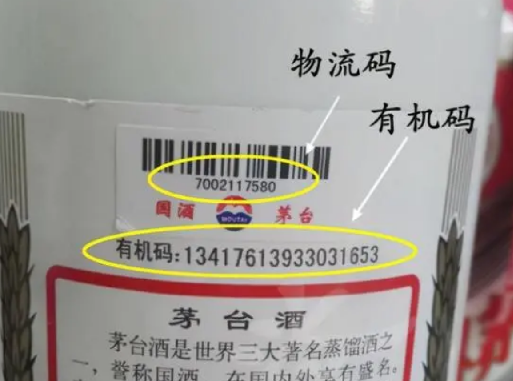 物流码
有机码
7002117580
国酒 MOUTAI 茅台
有机码:13417613933031653
茅台酒
茅台酒是世界三大著名蒸馏酒之
一,誉称国酒。在国内外享有盛名。